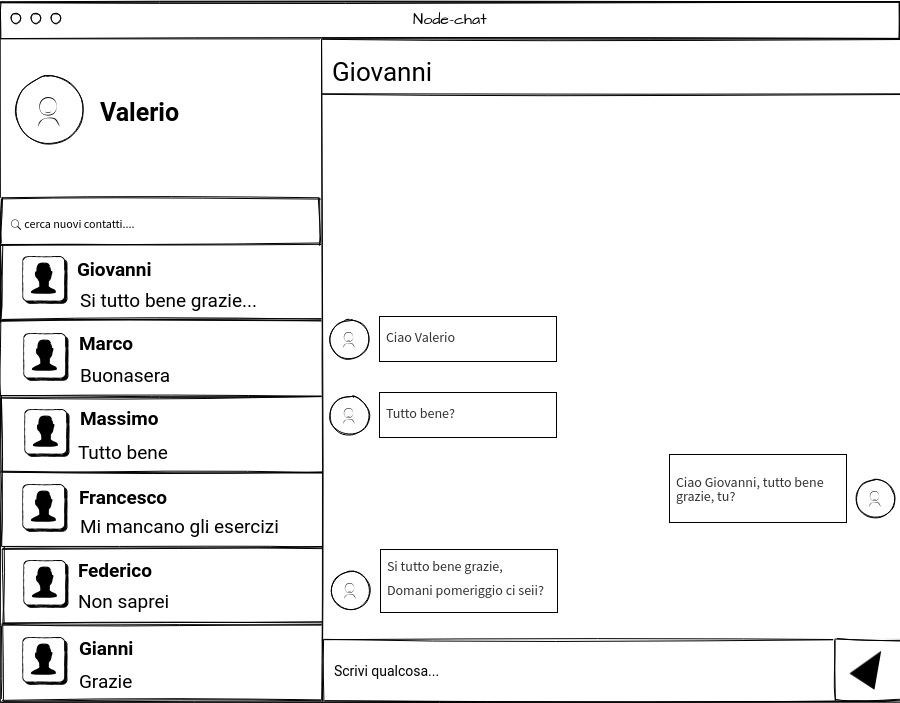 Node-chat
Valerio
cerca nuovi contatti....
Giovanni
Si tutto bene grazie...
Marco
Buonasera
Massimo
Tutto bene
Francesco
Mi mancano gli esercizi
Federico
Non saprei
Gianni
Grazie
Giovanni
Ciao Valerio
Tutto bene?
Ciao Giovanni, tutto bene
grazie, tu?
Si tutto bene grazie,
Domani pomeriggio ci seii?
Scrivi qualcosa...